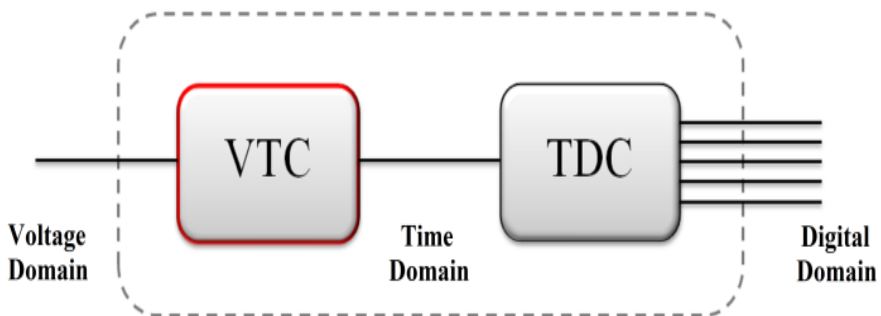 VTC
TDC
Voltage
Domain
Time
Domain
Digital
Domain